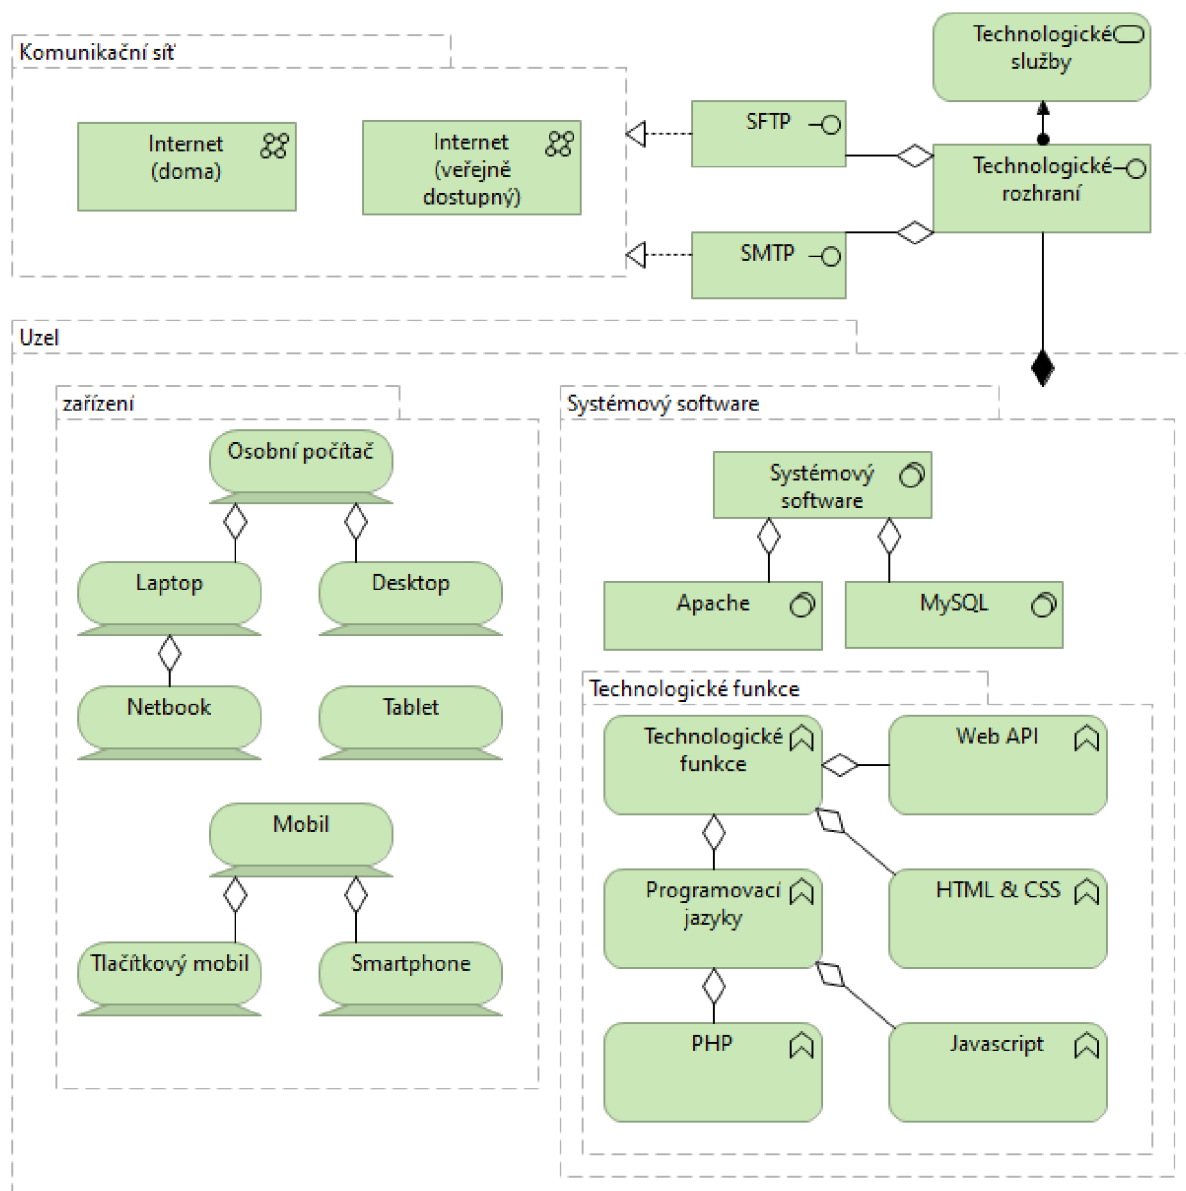 Technologické
služby
Komunikační síť
Internet
(doma)
Internet
(veřejně
dostupný)
SFTP
Technologické
rozhraní
SMTP
Uzel
zařízení
Systémový software
Osobní počítač
Systémový
software
Laptop
Desktop
Apache
MySQL
Netbook
Tablet
Technologické funkce
Technologické
funkce
Web API
Mobil
Programovací
jazyky
HTML & CSS
Tlačítkový mobil
Smartphone
PHP
Javascript